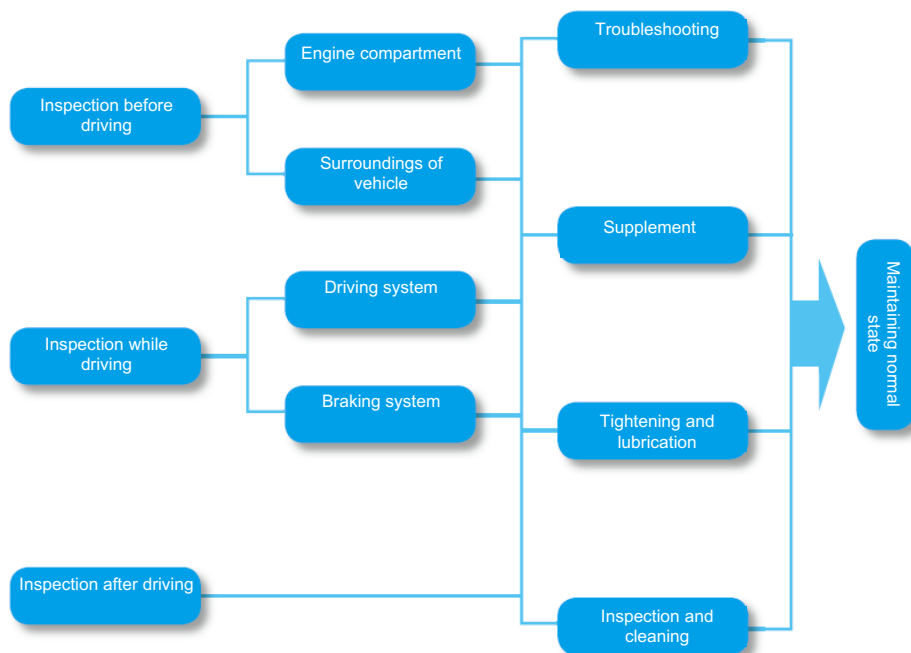 Inspection before
driving
Engine compartment
Surroundings of
vehicle
Inspection while
driving
Driving system
Braking system
Inspection after driving
Troubleshooting
Supplement
Tightening and
lubrication
Inspection and
cleaning
Maintaining normal
state